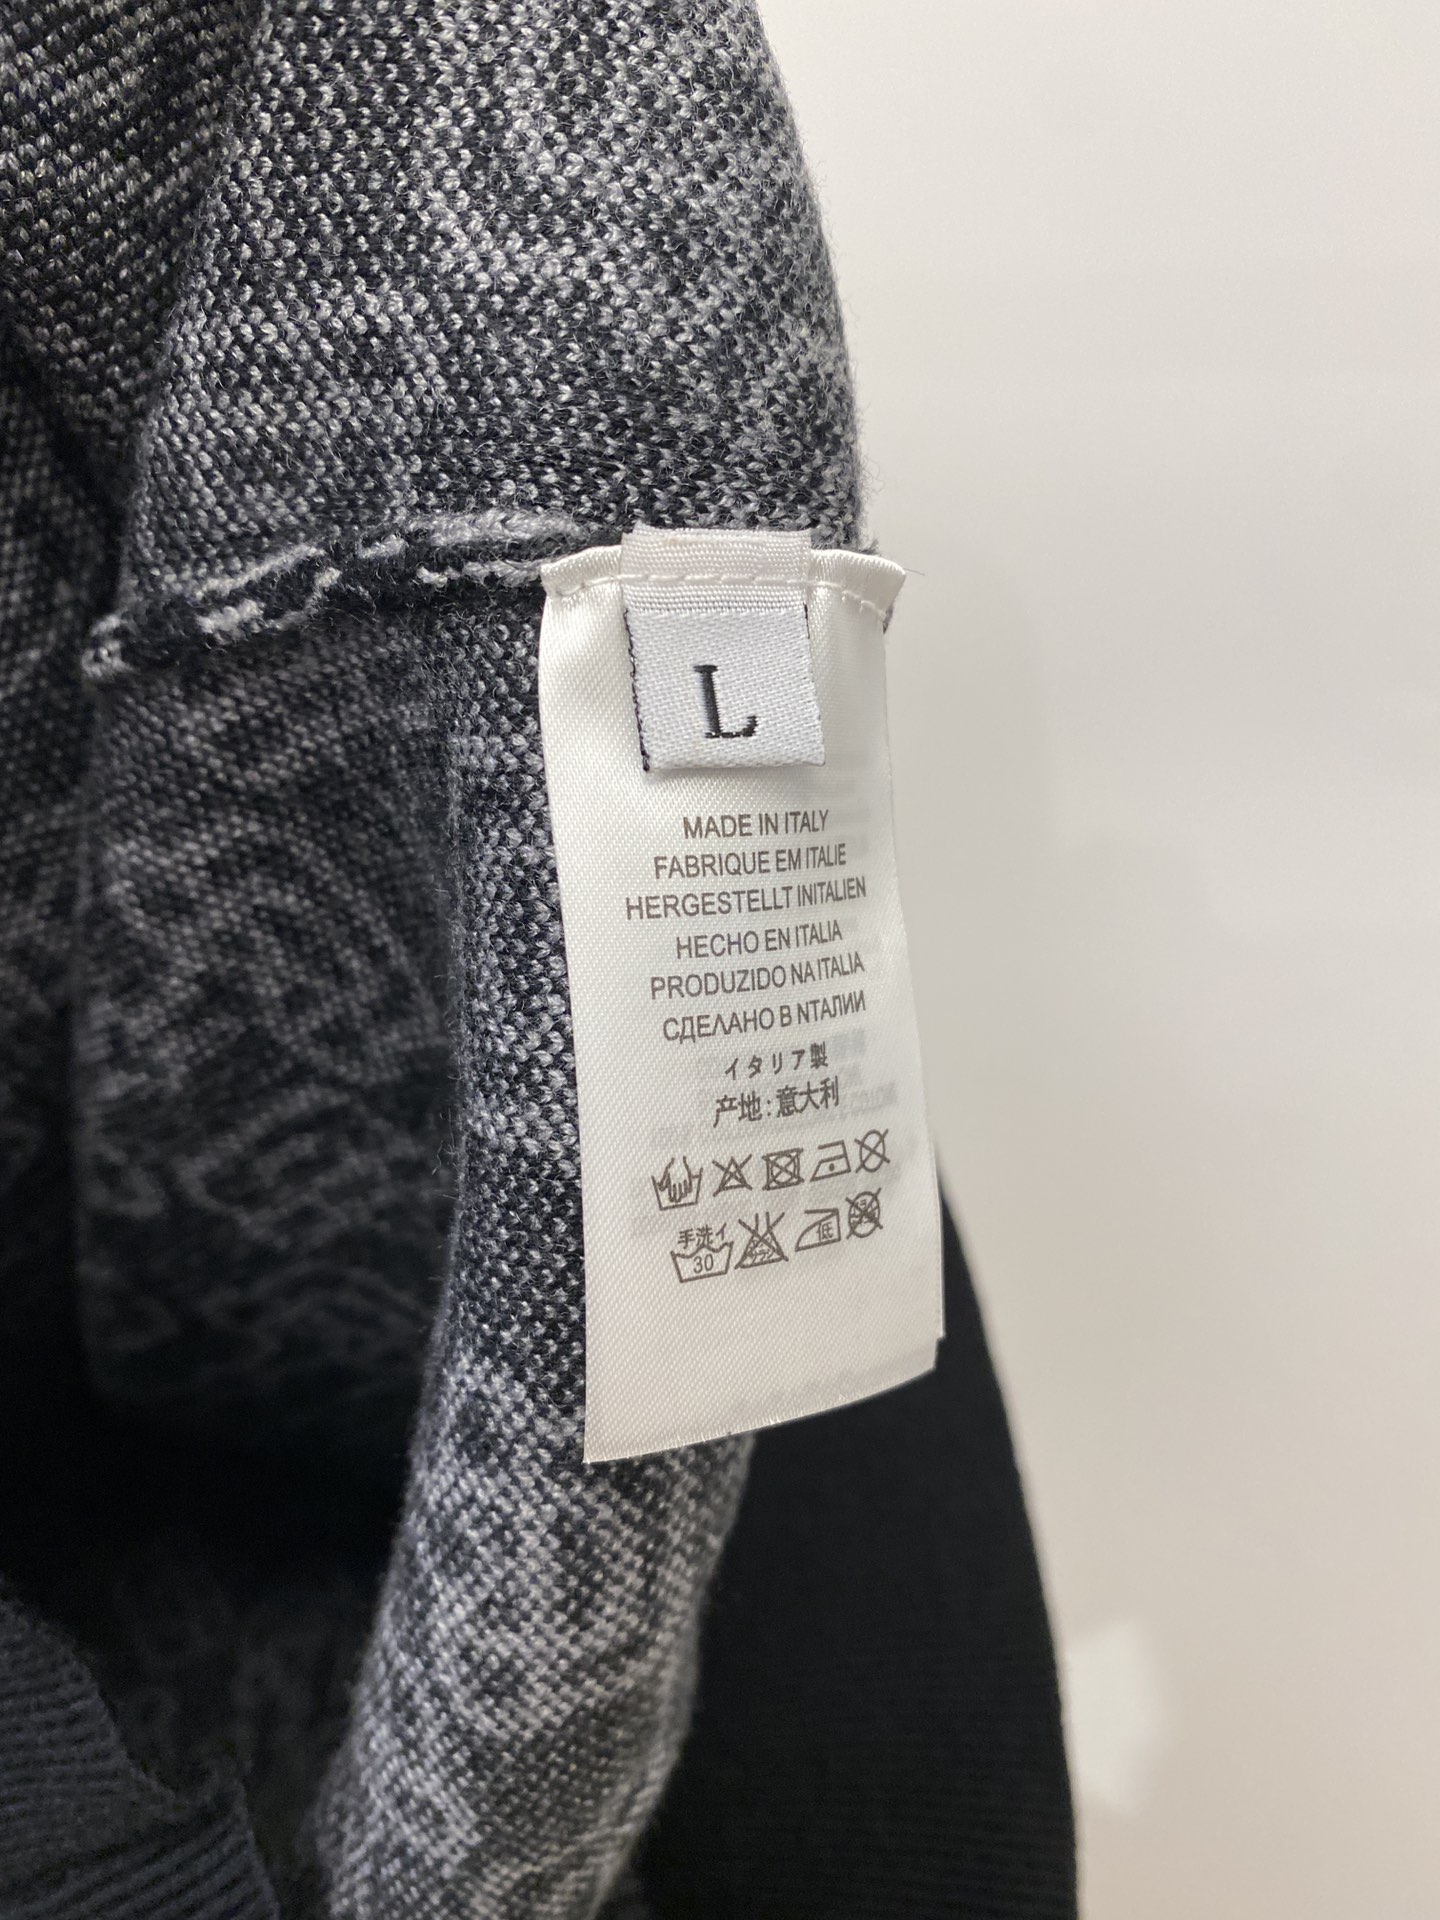 L
MADE IN ITALY
FABRIQUE EM ITALIE
HERGESTELLT INITALIEN
HECHO EN ITALIA
PRODUZIDO NA ITALIA
СДЕЛАНО В NТАЛИИ
イタリア製
产地:意大利
手洗イ
30
低